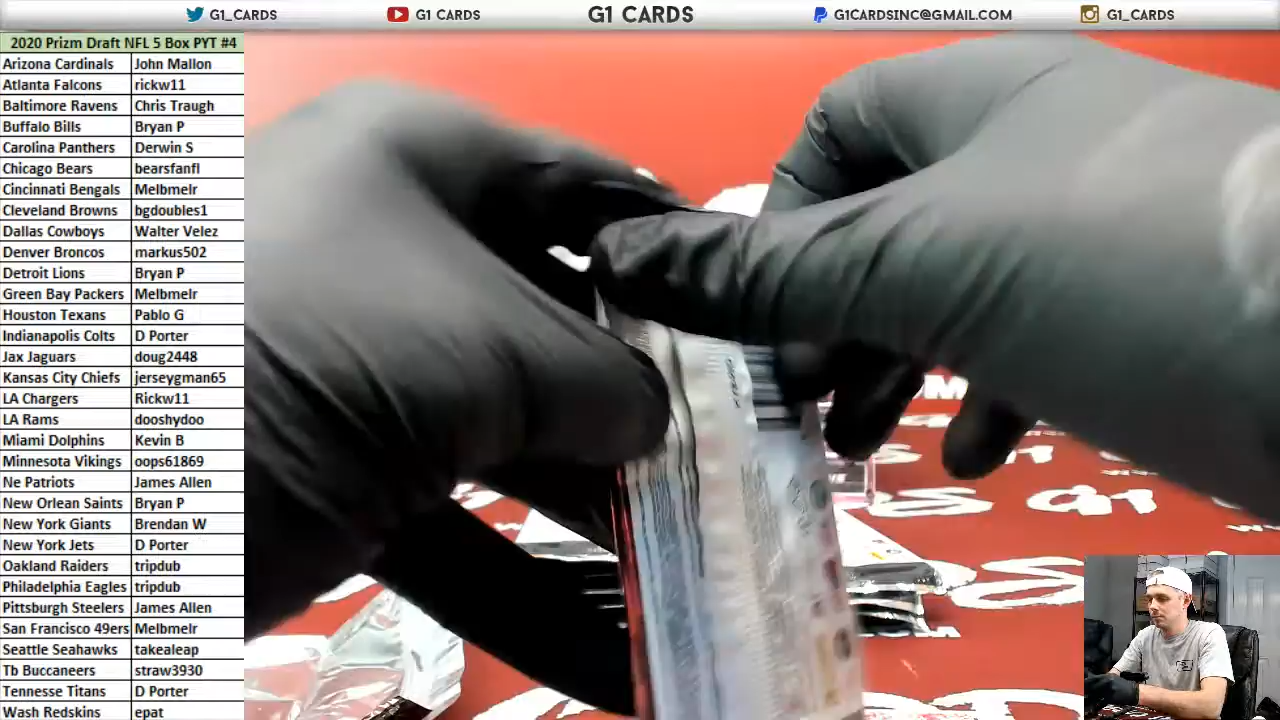 G1_CARDS G1 CARDS G1 CARDS G1CARDSINC@GMAIL.COM G1_CARDS
2020 Prizm Draft NFL 5 Box PYT #4
Arizona Cardinals John Mallon
Atlanta Falcons rickw11
Baltimore Ravens Chris Traugh
Buffalo Bills Bryan P
Carolina Panthers Derwin S
Chicago Bears bearsfanfl
Cincinnati Bengals Melbmelr
Cleveland Browns bgdoubles1
Dallas Cowboys Walter Velez
Denver Broncos markus502
Detroit Lions Bryan P
Green Bay Packers Melbmelr
Houston Texans Pablo G
Indianapolis Colts D Porter
Jax Jaguars doug2448
Kansas City Chiefs jerseygman65
LA Chargers Rickw11
LA Rams dooshydoo
Miami Dolphins Kevin B
Minnesota Vikings oops61869
Ne Patriots James Allen
New Orlean Saints Bryan P
New York Giants Brendan W
New York Jets D Porter
Oakland Raiders tripdub
Philadelphia Eagles tripdub
Pittsburgh Steelers James Allen
San Francisco 49ers Melbmelr
Seattle Seahawks takealeap
Tb Buccaneers straw3930
Tennesse Titans D Porter
Wash Redskins epat
G1